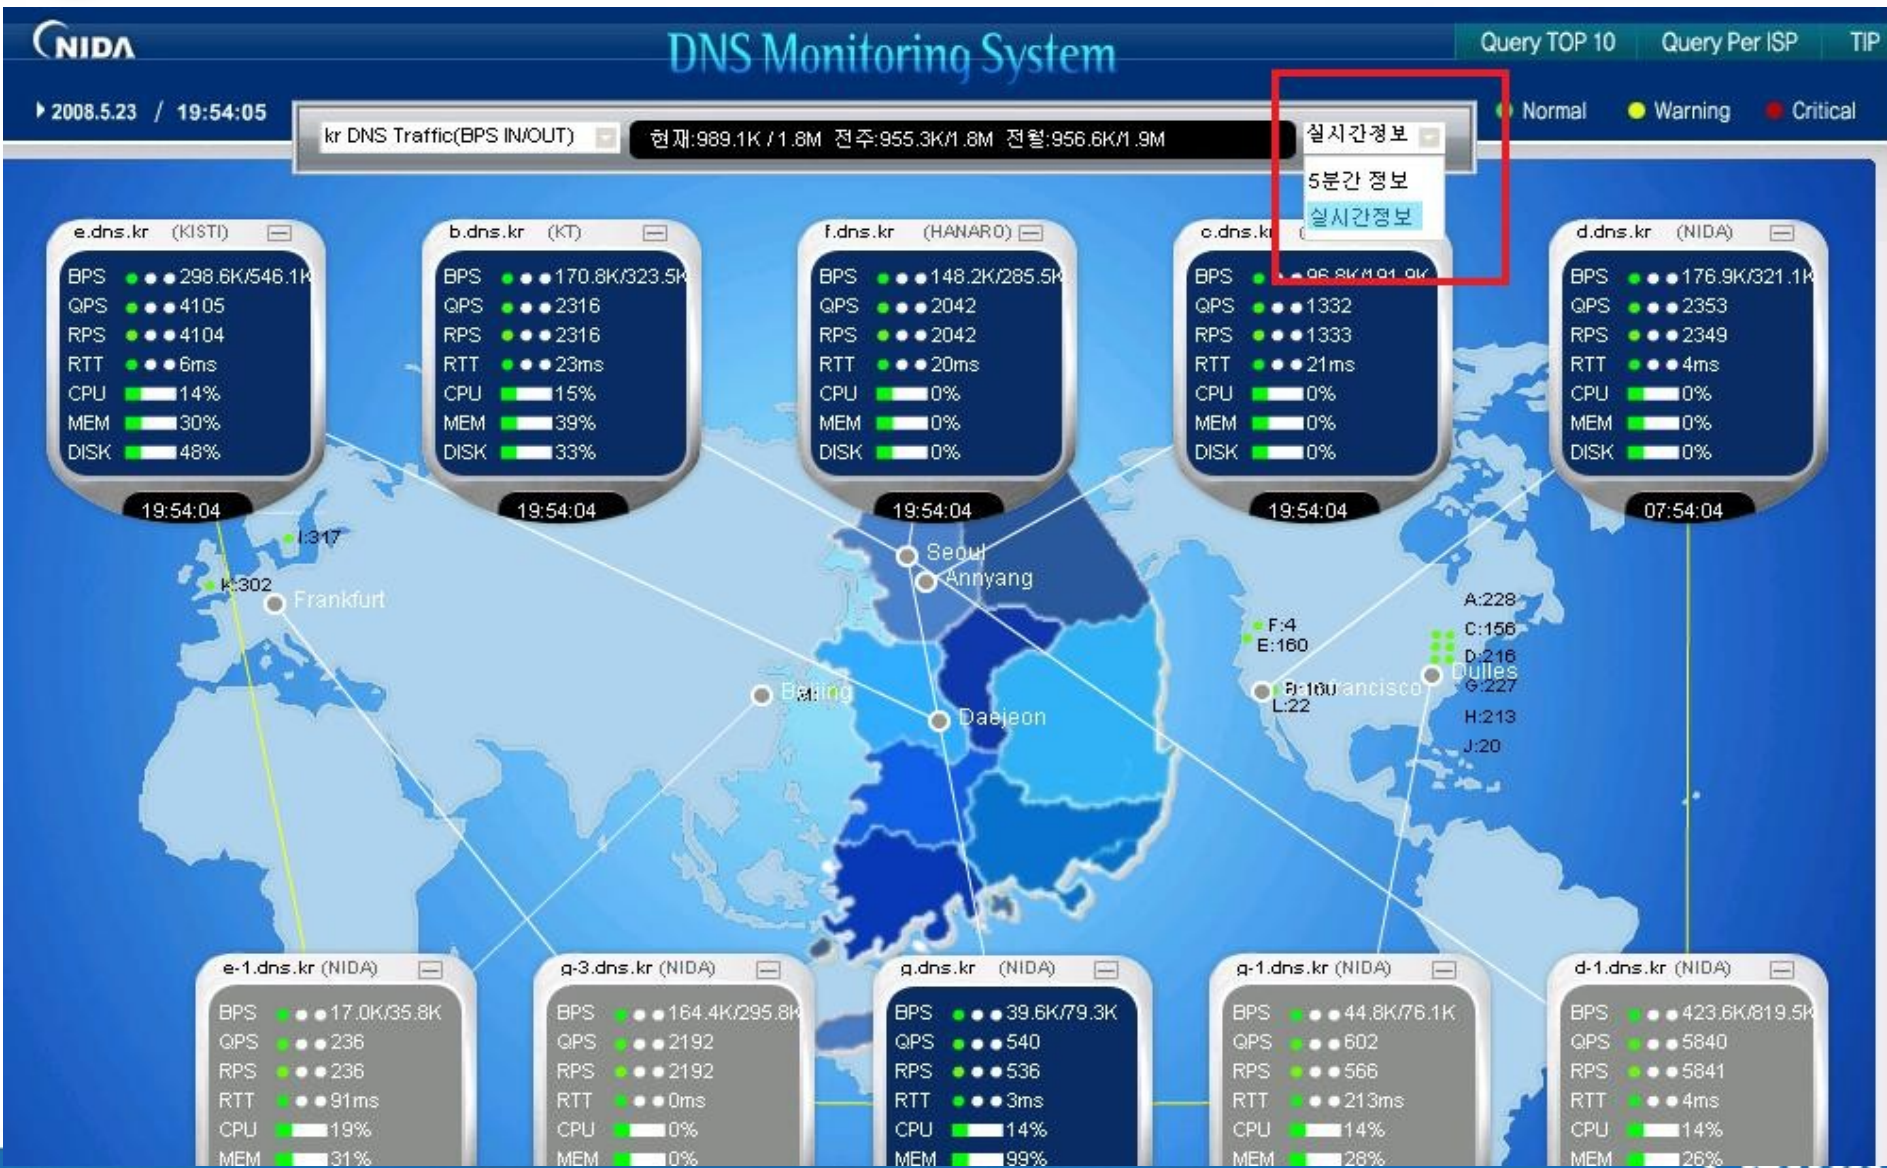 NIDA
DNS Monitoring System
Query TOP 10 Query Per ISP TIP
2008.5.23 / 19:54:05
Normal Warning Critical
kr DNS Traffic(BPS IN/OUT)
현재:989.1K / 1.8M 전주:955.3K/1.8M 전월:956.6K/1.9M
실시간정보
5분간 정보
실시간정보
e.dns.kr (KISTI)
BPS 298.6K/546.1K
QPS 4105
RPS 4104
RTT 6ms
CPU 14%
MEM 30%
DISK 48%
19:54:04
b.dns.kr (KT)
BPS 170.8K/323.5K
QPS 2316
RPS 2316
RTT 23ms
CPU 15%
MEM 39%
DISK 33%
19:54:04
f.dns.kr (HANARO)
BPS 148.2K/285.5K
QPS 2042
RPS 2042
RTT 20ms
CPU 0%
MEM 0%
DISK 0%
19:54:04
c.dns.kr
BPS 96.8K/191.9K
QPS 1332
RPS 1333
RTT 21ms
CPU 0%
MEM 0%
DISK 0%
19:54:04
d.dns.kr (NIDA)
BPS 176.9K/321.1K
QPS 2353
RPS 2349
RTT 4ms
CPU 0%
MEM 0%
DISK 0%
07:54:04
I:317
K:302
Frankfurt
Seoul
Annyang
Beijing
Daejeon
F:4
E:160
L:22
A:228
C:156
D:216
Dulles
G:227
H:213
J:20
e-1.dns.kr (NIDA)
BPS 17.0K/35.8K
QPS 236
RPS 236
RTT 91ms
CPU 19%
MEM 31%
g-3.dns.kr (NIDA)
BPS 164.4K/295.8K
QPS 2192
RPS 2192
RTT 0ms
CPU 0%
MEM 0%
g.dns.kr (NIDA)
BPS 39.6K/79.3K
QPS 540
RPS 536
RTT 3ms
CPU 14%
MEM 99%
g-1.dns.kr (NIDA)
BPS 44.8K/76.1K
QPS 602
RPS 566
RTT 213ms
CPU 14%
MEM 28%
d-1.dns.kr (NIDA)
BPS 423.6K/819.5K
QPS 5840
RPS 5841
RTT 4ms
CPU 14%
MEM 26%